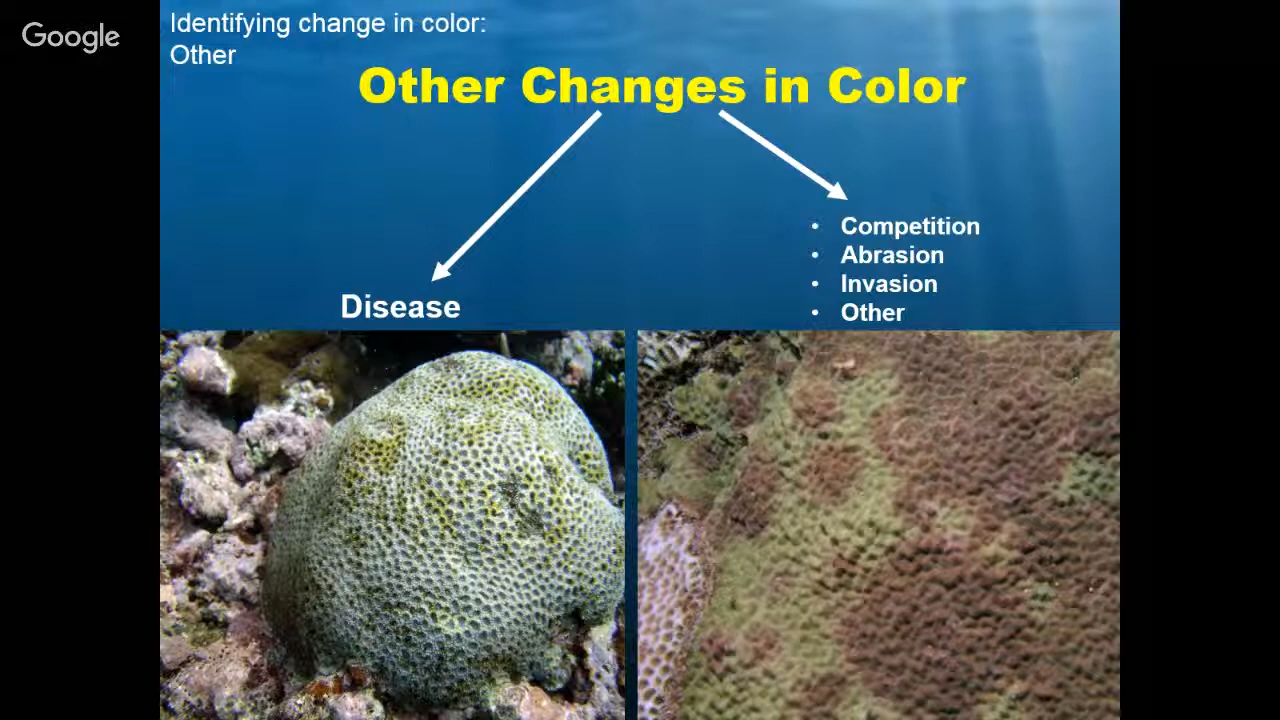 Google
Identifying change in color:
Other
Other Changes in Color
• Competition
• Abrasion
• Invasion
• Other
Disease